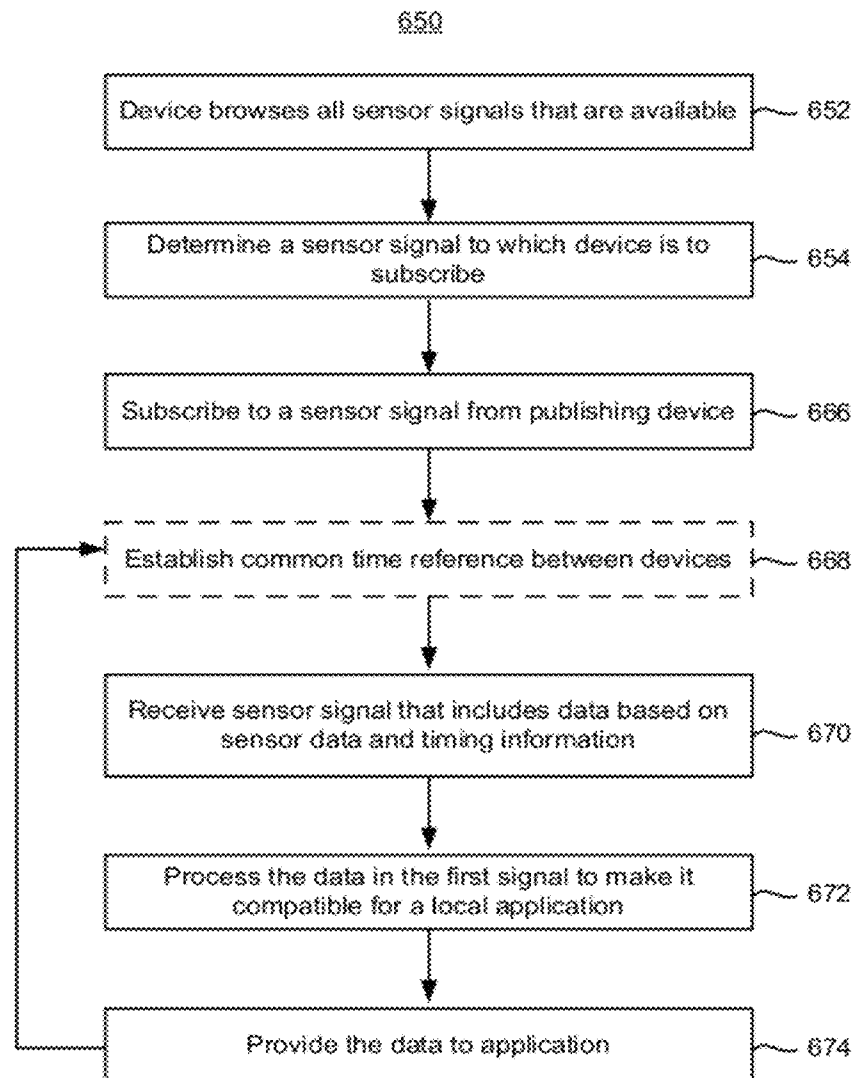 650
Device browses all sensor signals that are available
652
Determine a sensor signal to which device is to
subscribe
654
Subscribe to a sensor signal from publishing device
666
Establish common time reference between devices
668
Receive sensor signal that includes data based on
sensor data and timing information
670
Process the data in the first signal to make it
compatible for a local application
672
Provide the data to application
674